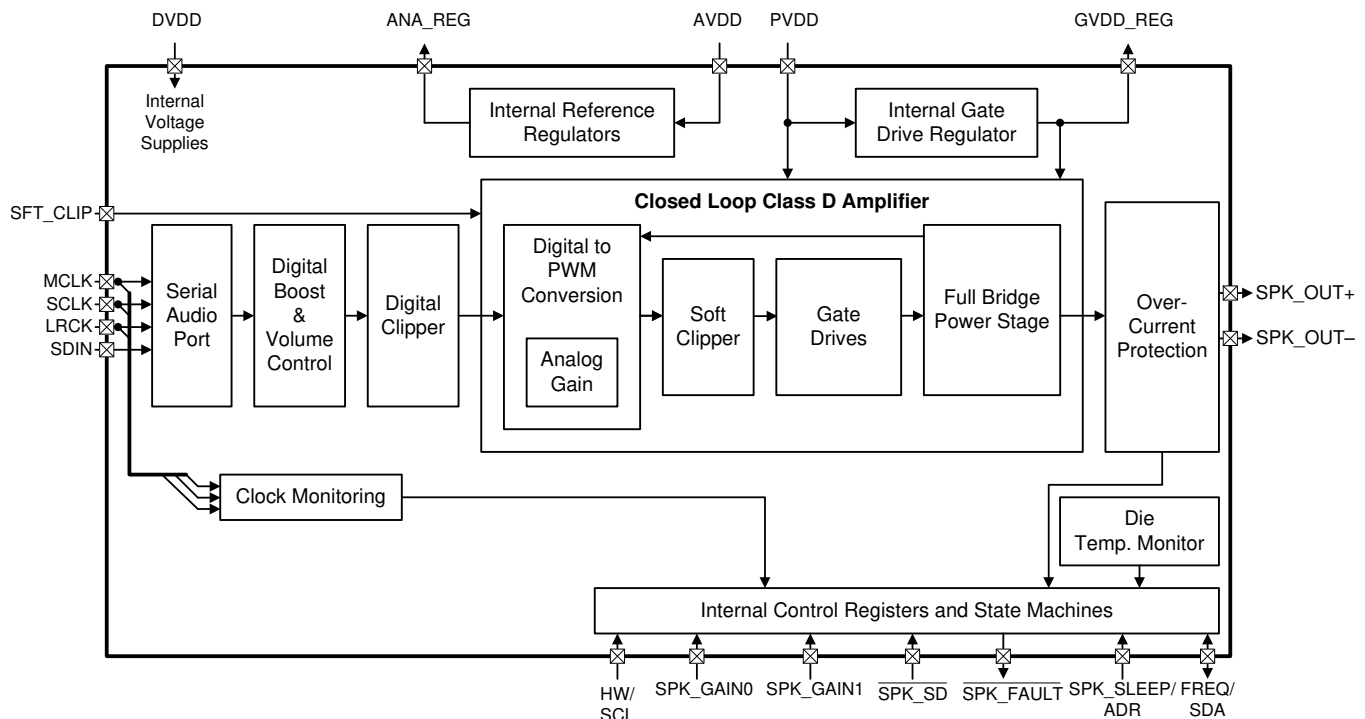 DVDD
ANA_REG
AVDD
PVDD
GVDD_REG
Internal
Voltage
Supplies
Internal Reference
Regulators
Internal Gate
Drive Regulator
SFT_CLIP
Closed Loop Class D Amplifier
MCLK
SCLK
LRCK
SDIN
Serial
Audio
Port
Digital
Boost
&
Volume
Control
Digital
Clipper
Digital to
PWM
Conversion
Analog
Gain
Soft
Clipper
Gate
Drives
Full Bridge
Power Stage
Over-
Current
Protection
SPK_OUT+
SPK_OUT–
Clock Monitoring
Die
Temp. Monitor
Internal Control Registers and State Machines
HW/
SCL
SPK_GAIN0
SPK_GAIN1
SPK_SD
SPK_FAULT
SPK_SLEEP/
ADR
FREQ/
SDA